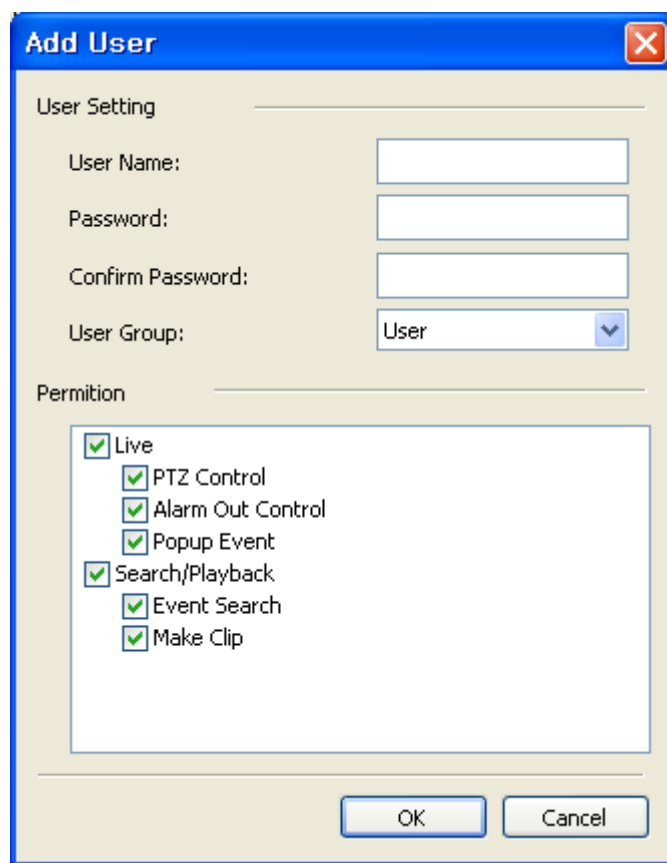 Add User
User Setting
User Name:
Password:
Confirm Password:
User Group: User
Permition
Live
PTZ Control
Alarm Out Control
Popup Event
Search/Playback
Event Search
Make Clip
OK Cancel